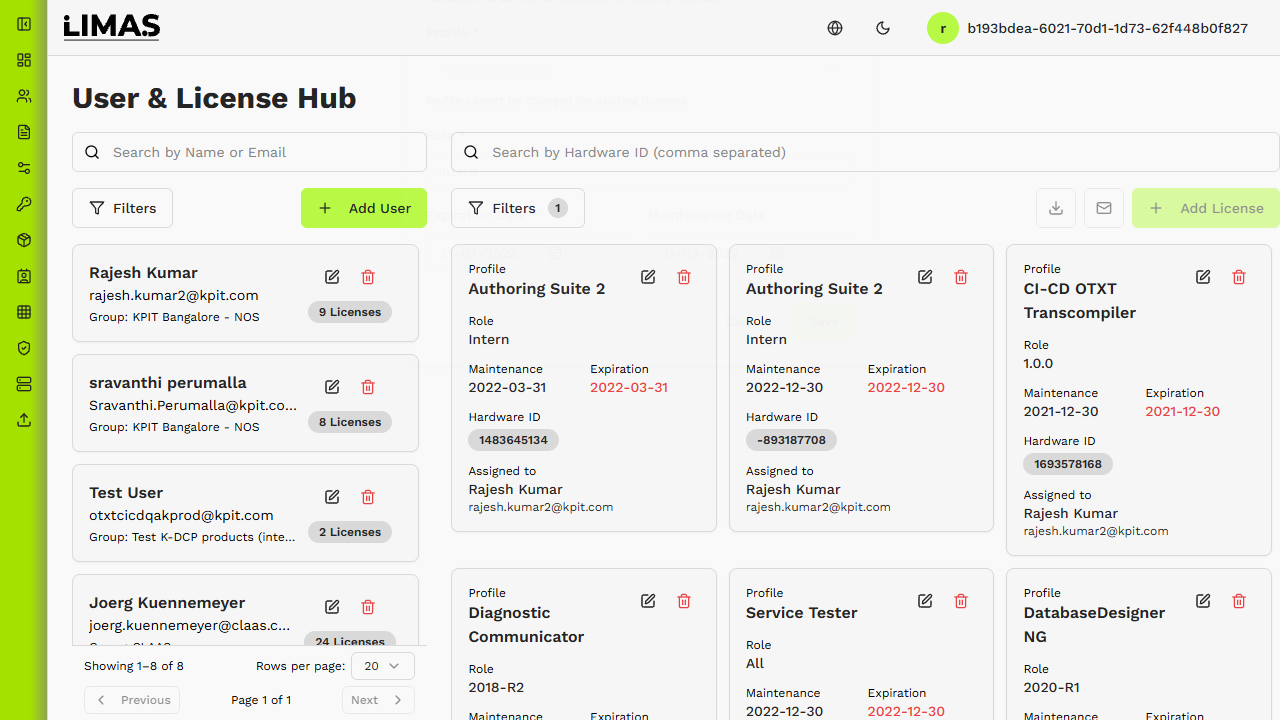 LIMAS
r
b193bdea-6021-70d1-1d73-62f448b0f827
User & License Hub
Search by Name or Email
Search by Hardware ID (comma separated)
Filters
Add User
Filters
1
Add License
Rajesh Kumar
rajesh.kumar2@kpit.com
Group: KPIT Bangalore - NOS
9 Licenses
sravanthi perumalla
Sravanthi.Perumalla@kpit.co...
Group: KPIT Bangalore - NOS
8 Licenses
Test User
otxtcicdqakprod@kpit.com
Group: Test K-DCP products (inte...
2 Licenses
Joerg Kuennemeyer
joerg.kuennemeyer@claas.c...
24 Licenses
Showing 1–8 of 8
Rows per page:
20
Previous
Page 1 of 1
Next
Profile
Authoring Suite 2
Role
Intern
Maintenance
Expiration
2022-03-31
2022-03-31
Hardware ID
1483645134
Assigned to
Rajesh Kumar
rajesh.kumar2@kpit.com
Profile
Authoring Suite 2
Role
Intern
Maintenance
Expiration
2022-12-30
2022-12-30
Hardware ID
-893187708
Assigned to
Rajesh Kumar
rajesh.kumar2@kpit.com
Profile
CI-CD OTXT
Transcompiler
Role
1.0.0
Maintenance
Expiration
2021-12-30
2021-12-30
Hardware ID
1693578168
Assigned to
Rajesh Kumar
rajesh.kumar2@kpit.com
Profile
Diagnostic
Communicator
Role
2018-R2
Maintenance
Expiration
Profile
Service Tester
Role
All
Maintenance
Expiration
2022-12-30
2022-12-30
Profile
DatabaseDesigner
NG
Role
2020-R1
Maintenance
Expiration